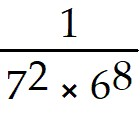 1
7² × 6⁸